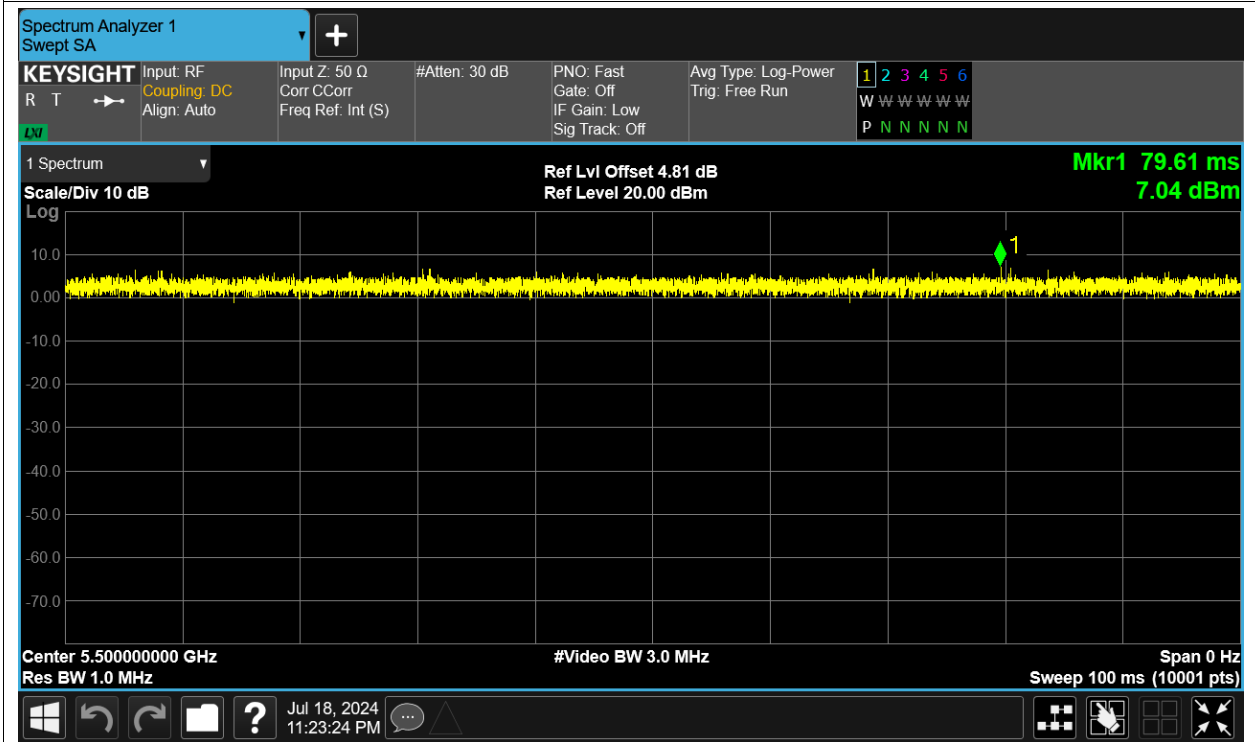 Spectrum Analyzer 1
Swept SA
▼
+
KEYSIGHT
R T
LXI
Input: RF
Coupling: DC
Align: Auto
Input Z: 50 Ω
Corr CCorr
Freq Ref: Int (S)
#Atten: 30 dB
PNO: Fast
Gate: Off
IF Gain: Low
Sig Track: Off
Avg Type: Log-Power
Trig: Free Run
1 2 3 4 5 6
W W W W W W
P N N N N N
1 Spectrum
▼
Scale/Div 10 dB
Ref Lvl Offset 4.81 dB
Ref Level 20.00 dBm
Mkr1 79.61 ms
7.04 dBm
Log
1
10.0
0.00
-10.0
-20.0
-30.0
-40.0
-50.0
-60.0
-70.0
Center 5.500000000 GHz
#Video BW 3.0 MHz
Span 0 Hz
Res BW 1.0 MHz
Sweep 100 ms (10001 pts)
?
Jul 18, 2024
11:23:24 PM